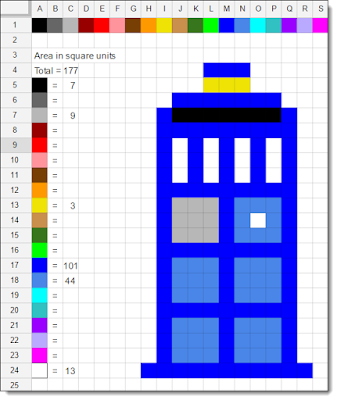 A B C D E F G H I J K L M N O P Q R S
1
2
3 Area in square units
4 Total = 177
5 = 7
6 =
7 = 9
8 =
9 =
10 =
11 =
12 =
13 = 3
14 =
15 =
16 =
17 = 101
18 = 44
19 =
20 =
21 =
22 =
23 =
24 = 13
25